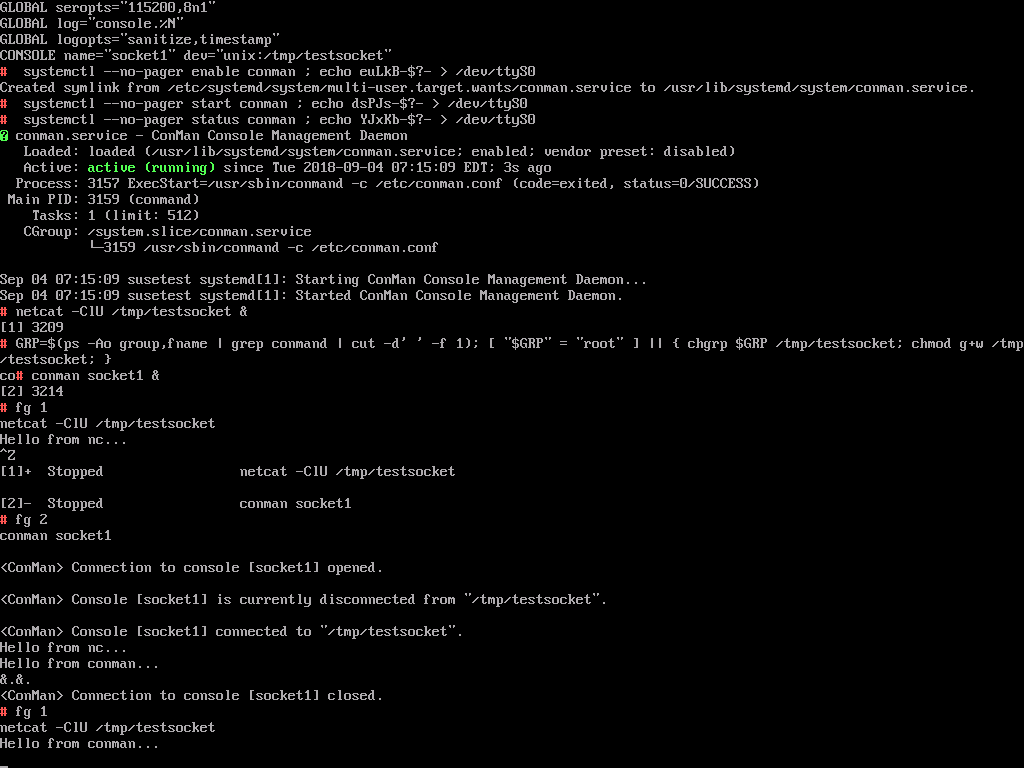 GLOBAL seropts="115200,8n1"
GLOBAL log="console.%N"
GLOBAL logopts="sanitize,timestamp"
CONSOLE name="socket1" dev="unix:/tmp/testsocket"
#  systemctl --no-pager enable conman ; echo euLkB-$?- > /dev/ttyS0
Created symlink from /etc/systemd/system/multi-user.target.wants/conman.service to /usr/lib/systemd/system/conman.service.
#  systemctl --no-pager start conman ; echo dsPJs-$?- > /dev/ttyS0
#  systemctl --no-pager status conman ; echo YJxKb-$?- > /dev/ttyS0
? conman.service - ConMan Console Management Daemon
   Loaded: loaded (/usr/lib/systemd/system/conman.service; enabled; vendor preset: disabled)
   Active: active (running) since Tue 2018-09-04 07:15:09 EDT; 3s ago
  Process: 3157 ExecStart=/usr/sbin/conmand -c /etc/conman.conf (code=exited, status=0/SUCCESS)
 Main PID: 3159 (conmand)
    Tasks: 1 (limit: 512)
   CGroup: /system.slice/conman.service
           └─3159 /usr/sbin/conmand -c /etc/conman.conf
Sep 04 07:15:09 susetest systemd[1]: Starting ConMan Console Management Daemon...
Sep 04 07:15:09 susetest systemd[1]: Started ConMan Console Management Daemon.
# netcat -ClU /tmp/testsocket &
[1] 3209
# GRP=$(ps -Ao group,fname | grep conmand | cut -d' ' -f 1); [ "$GRP" = "root" ] || { chgrp $GRP /tmp/testsocket; chmod g+w /tmp
/testsocket; }
co# conman socket1 &
[2] 3214
# fg 1
netcat -ClU /tmp/testsocket
Hello from nc...
^Z
[1]+  Stopped                 netcat -ClU /tmp/testsocket
[2]-  Stopped                 conman socket1
# fg 2
conman socket1
<ConMan> Connection to console [socket1] opened.
<ConMan> Console [socket1] is currently disconnected from "/tmp/testsocket".
<ConMan> Console [socket1] connected to "/tmp/testsocket".
Hello from nc...
Hello from conman...
&.&.
<ConMan> Connection to console [socket1] closed.
# fg 1
netcat -ClU /tmp/testsocket
Hello from conman...